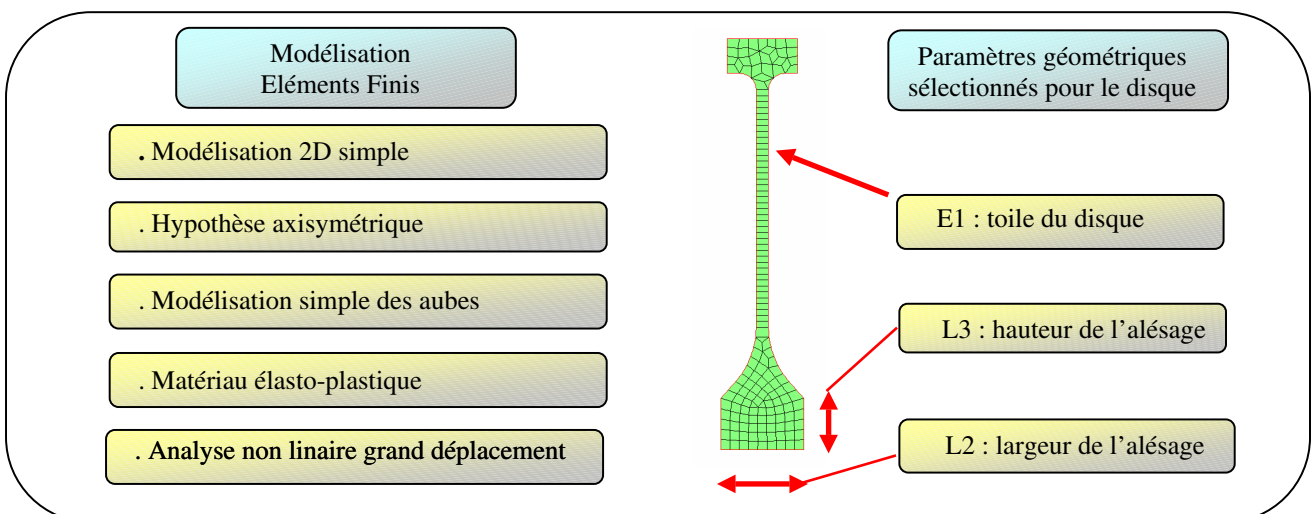 Modélisation
Eléments Finis
. Modélisation 2D simple
. Hypothèse axisymétrique
. Modélisation simple des aubes
. Matériau élasto-plastique
. Analyse non linaire grand déplacement
Paramètres géométriques
sélectionnés pour le disque
E1 : toile du disque
L3 : hauteur de l’alésage
L2 : largeur de l’alésage